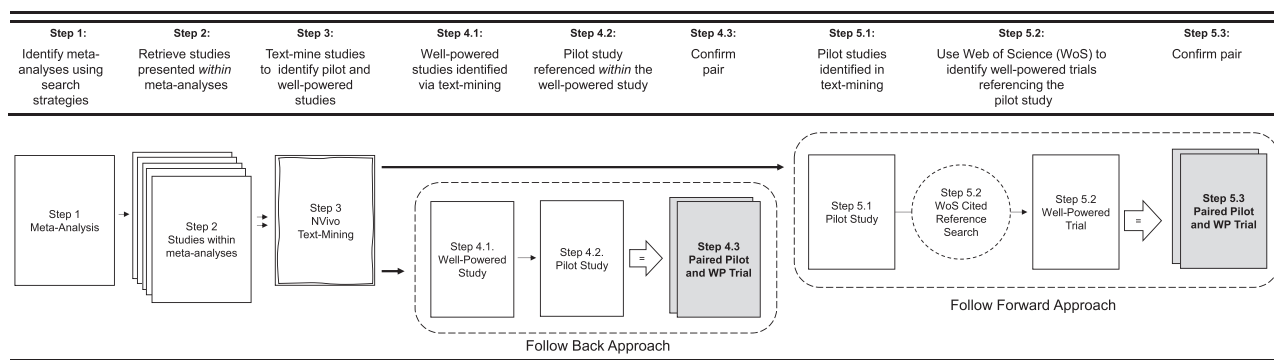 Step 1:
Identify meta-
analyses using
search
strategies
Step 2:
Retrieve studies
presented within
meta-analyses
Step 3:
Text-mine studies
to identify pilot and
well-powered
studies
Step 4.1:
Well-powered
studies identified
via text-mining
Step 4.2:
Pilot study
referenced within the
well-powered study
Step 4.3:
Confirm
pair
Step 5.1:
Pilot studies
identified in
text-mining
Step 5.2:
Use Web of Science (WoS) to
identify well-powered trials
referencing the
pilot study
Step 5.3:
Confirm pair
Step 1
Meta-Analysis
Step 2
Studies within
meta-analyses
Step 3
NVivo
Text-Mining
Step 4.1.
Well-Powered
Study
Step 4.2.
Pilot Study
=
Step 4.3
Paired Pilot
and WP Trial
Follow Back Approach
Step 5.1
Pilot Study
Step 5.2
WoS Cited
Reference
Search
Step 5.2
Well-Powered
Trial
=
Step 5.3
Paired Pilot
and WP Trial
Follow Forward Approach